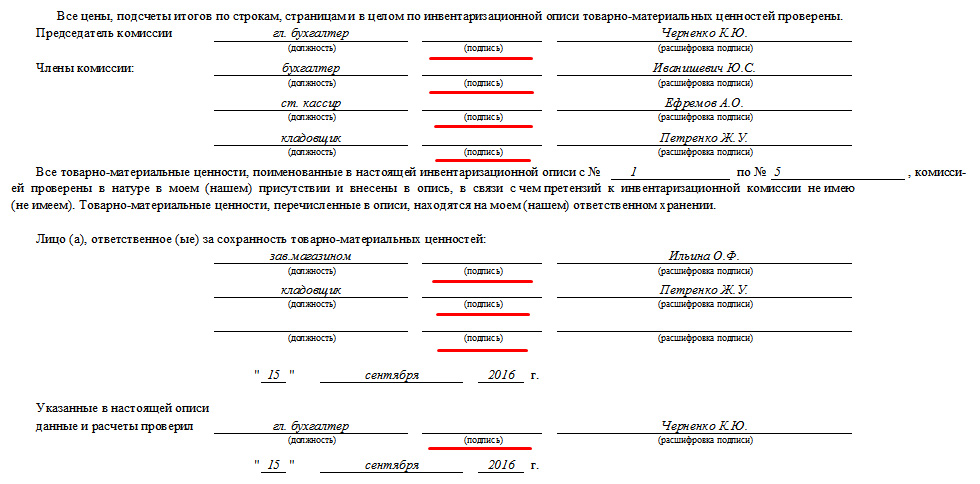 Все цены, подсчеты итогов по строкам, страницам и в целом по инвентаризационной описи товарно-материальных ценностей проверены.
Председатель комиссии гл. бухгалтер Черненко К.Ю.
(должность) (подпись) (расшифровка подписи)
Члены комиссии: бухгалтер Иванишевич Ю.С.
(должность) (подпись) (расшифровка подписи)
ст. кассир Ефремов А.О.
(должность) (подпись) (расшифровка подписи)
кладовщик Петренко Ж.У.
(должность) (подпись) (расшифровка подписи)
Все товарно-материальные ценности, поименованные в настоящей инвентаризационной описи с № 1 по № 5 , комисси-
ей проверены в натуре в моем (нашем) присутствии и внесены в опись, в связи с чем претензий к инвентаризационной комиссии не имею
(не имеем). Товарно-материальные ценности, перечисленные в описи, находятся на моем (нашем) ответственном хранении.
Лицо (а), ответственное (ые) за сохранность товарно-материальных ценностей:
зав.магазином Ильина О.Ф.
(должность) (подпись) (расшифровка подписи)
кладовщик Петренко Ж.У.
(должность) (подпись) (расшифровка подписи)
(должность) (подпись) (расшифровка подписи)
" 15 " сентября 2016 г.
Указанные в настоящей описи
данные и расчеты проверил гл. бухгалтер Черненко К.Ю.
(должность) (подпись) (расшифровка подписи)
" 15 " сентября 2016 г.